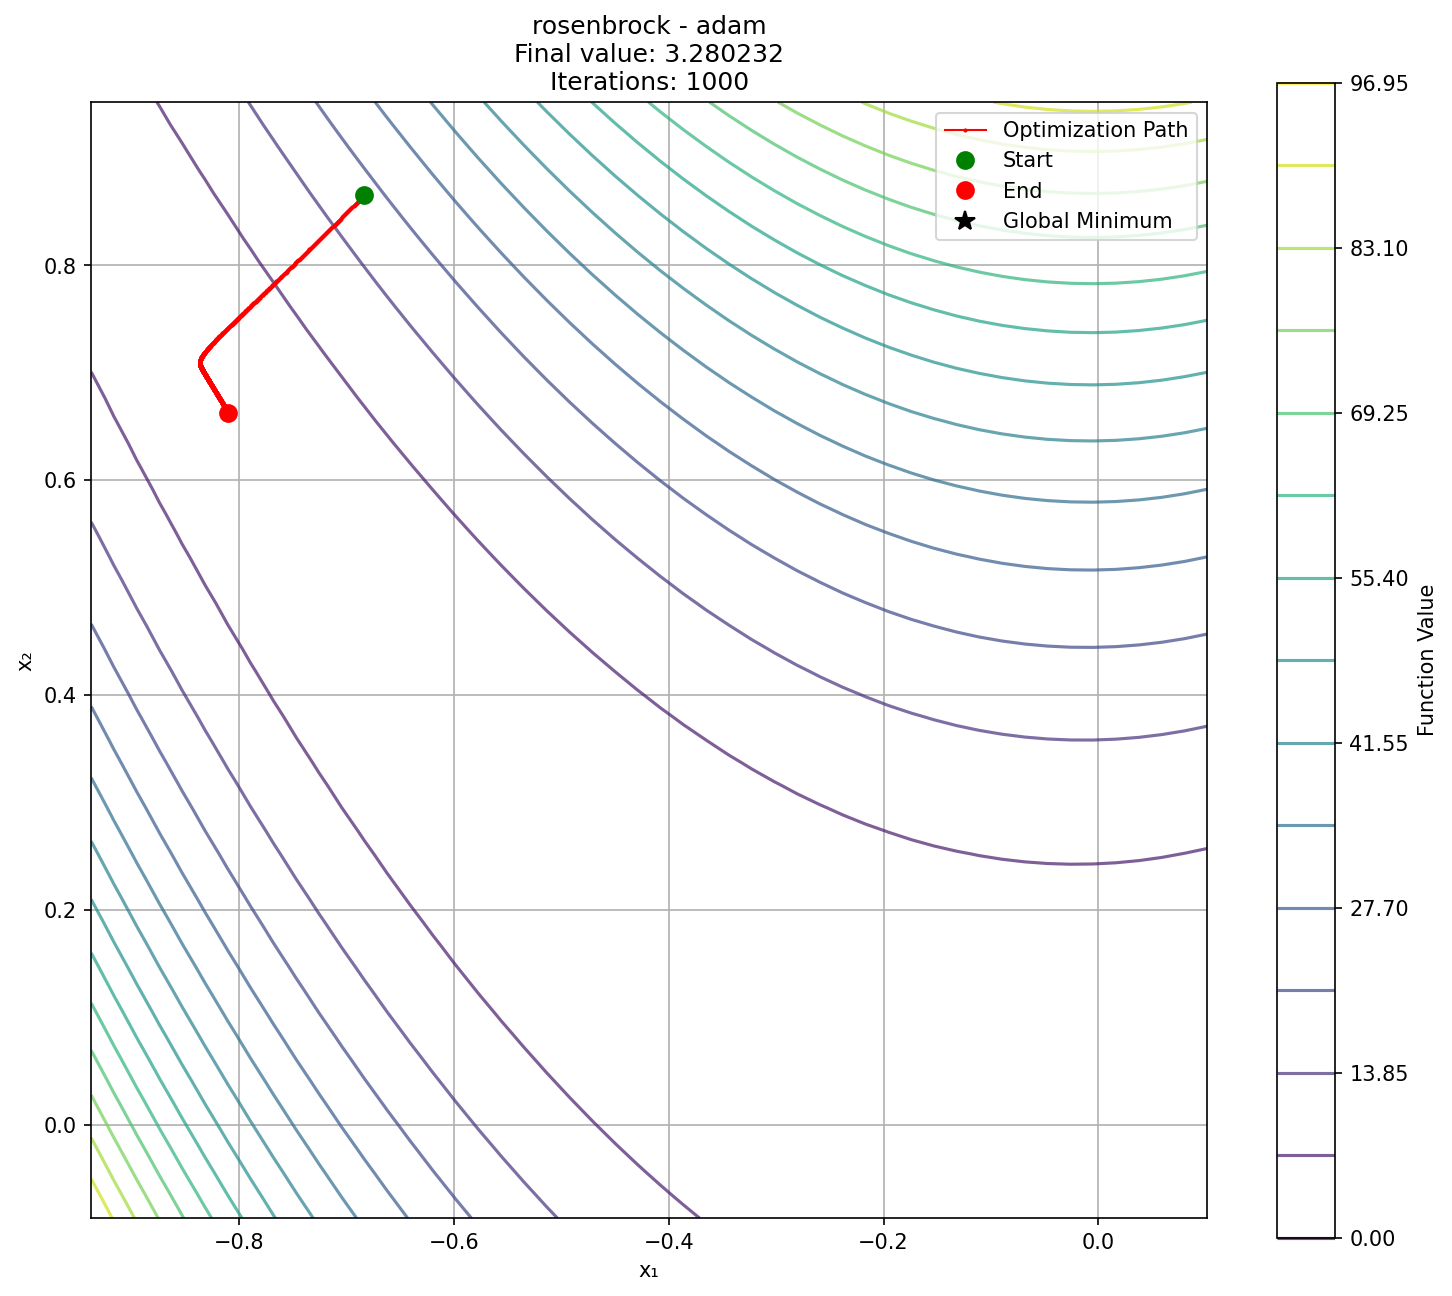 rosenbrock - adam
Final value: 3.280232
Iterations: 1000
Optimization Path
Start
End
Global Minimum
96.95
83.10
69.25
55.40
41.55
27.70
13.85
0.00
Function Value
0.8
0.6
0.4
0.2
0.0
x₂
−0.8
−0.6
−0.4
−0.2
0.0
x₁